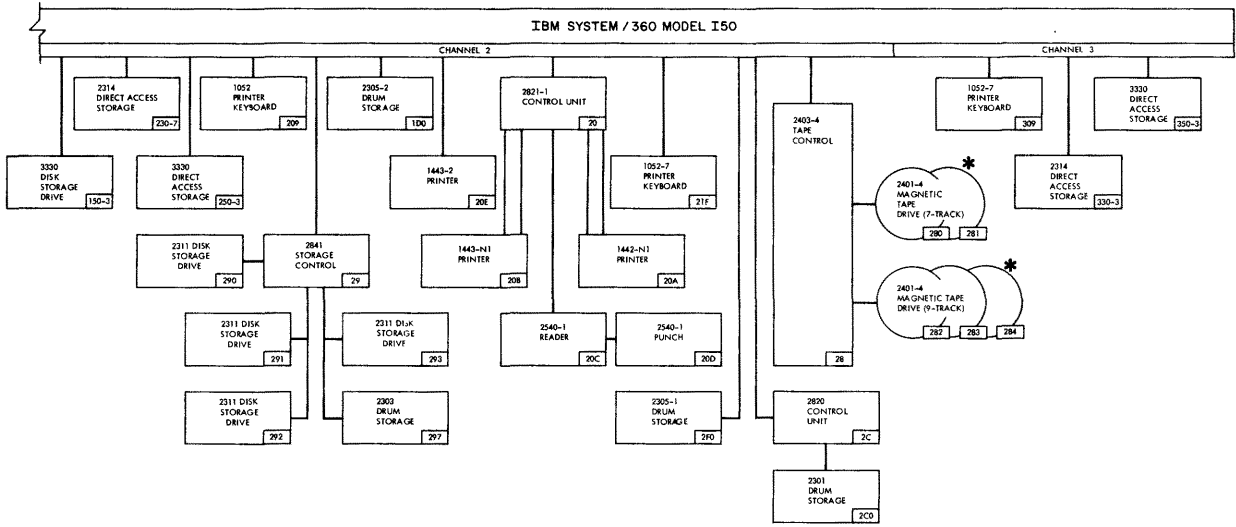 IBM SYSTEM/360 MODEL I50
CHANNEL 2
CHANNEL 3
2314
DIRECT ACCESS
STORAGE
230-7
1052
PRINTER
KEYBOARD
209
2305-2
DRUM
STORAGE
1D0
2821-1
CONTROL UNIT
20
2403-4
TAPE
CONTROL
28
1052-7
PRINTER
KEYBOARD
309
3330
DIRECT
ACCESS
STORAGE
350-3
3330
DISK
STORAGE
DRIVE
150-3
3330
DIRECT
ACCESS
STORAGE
250-3
1443-2
PRINTER
20E
1052-7
PRINTER
KEYBOARD
21F
2401-4
MAGNETIC
TAPE
DRIVE (7-TRACK)
280
281
*
2314
DIRECT
ACCESS
STORAGE
330-3
2311 DISK
STORAGE
DRIVE
290
2841
STORAGE
CONTROL
29
1443-N1
PRINTER
20B
1442-N1
PRINTER
20A
2401-4
MAGNETIC TAPE
DRIVE (9-TRACK)
282
283
284
*
2311 DISK
STORAGE
DRIVE
291
2311 DISK
STORAGE
DRIVE
293
2540-1
READER
20C
2540-1
PUNCH
20D
2311 DISK
STORAGE
DRIVE
292
2303
DRUM
STORAGE
297
2305-1
DRUM
STORAGE
2F0
2820
CONTROL
UNIT
2C
2301
DRUM
STORAGE
2C0